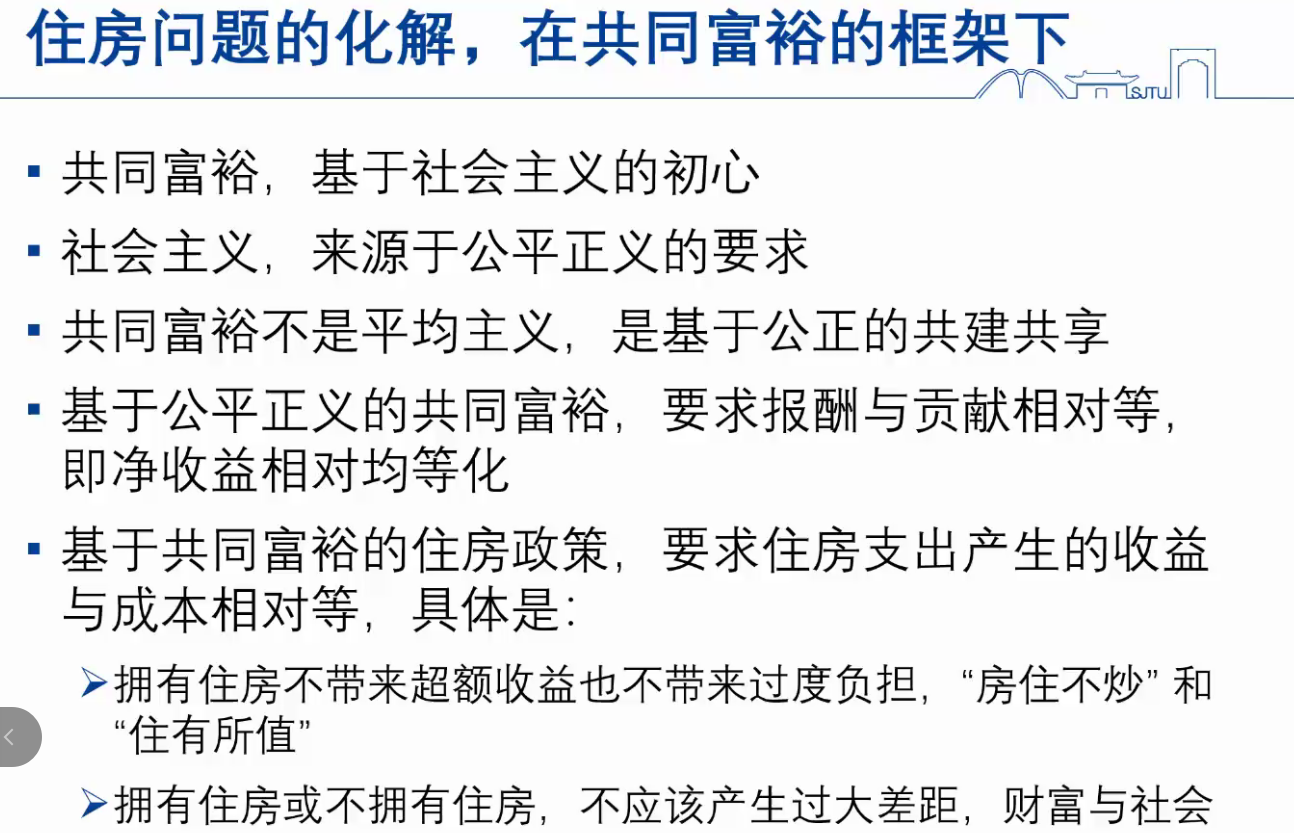 住房问题的化解，在共同富裕的框架下
SJTU
共同富裕，基于社会主义的初心
社会主义，来源于公平正义的要求
共同富裕不是平均主义，是基于公正的共建共享
基于公平正义的共同富裕，要求报酬与贡献相对等，
即净收益相对均等化
基于共同富裕的住房政策，要求住房支出产生的收益
与成本相对等，具体是：
拥有住房不带来超额收益也不带来过度负担，“房住不炒” 和
“住有所值”
拥有住房或不拥有住房，不应该产生过大差距，财富与社会